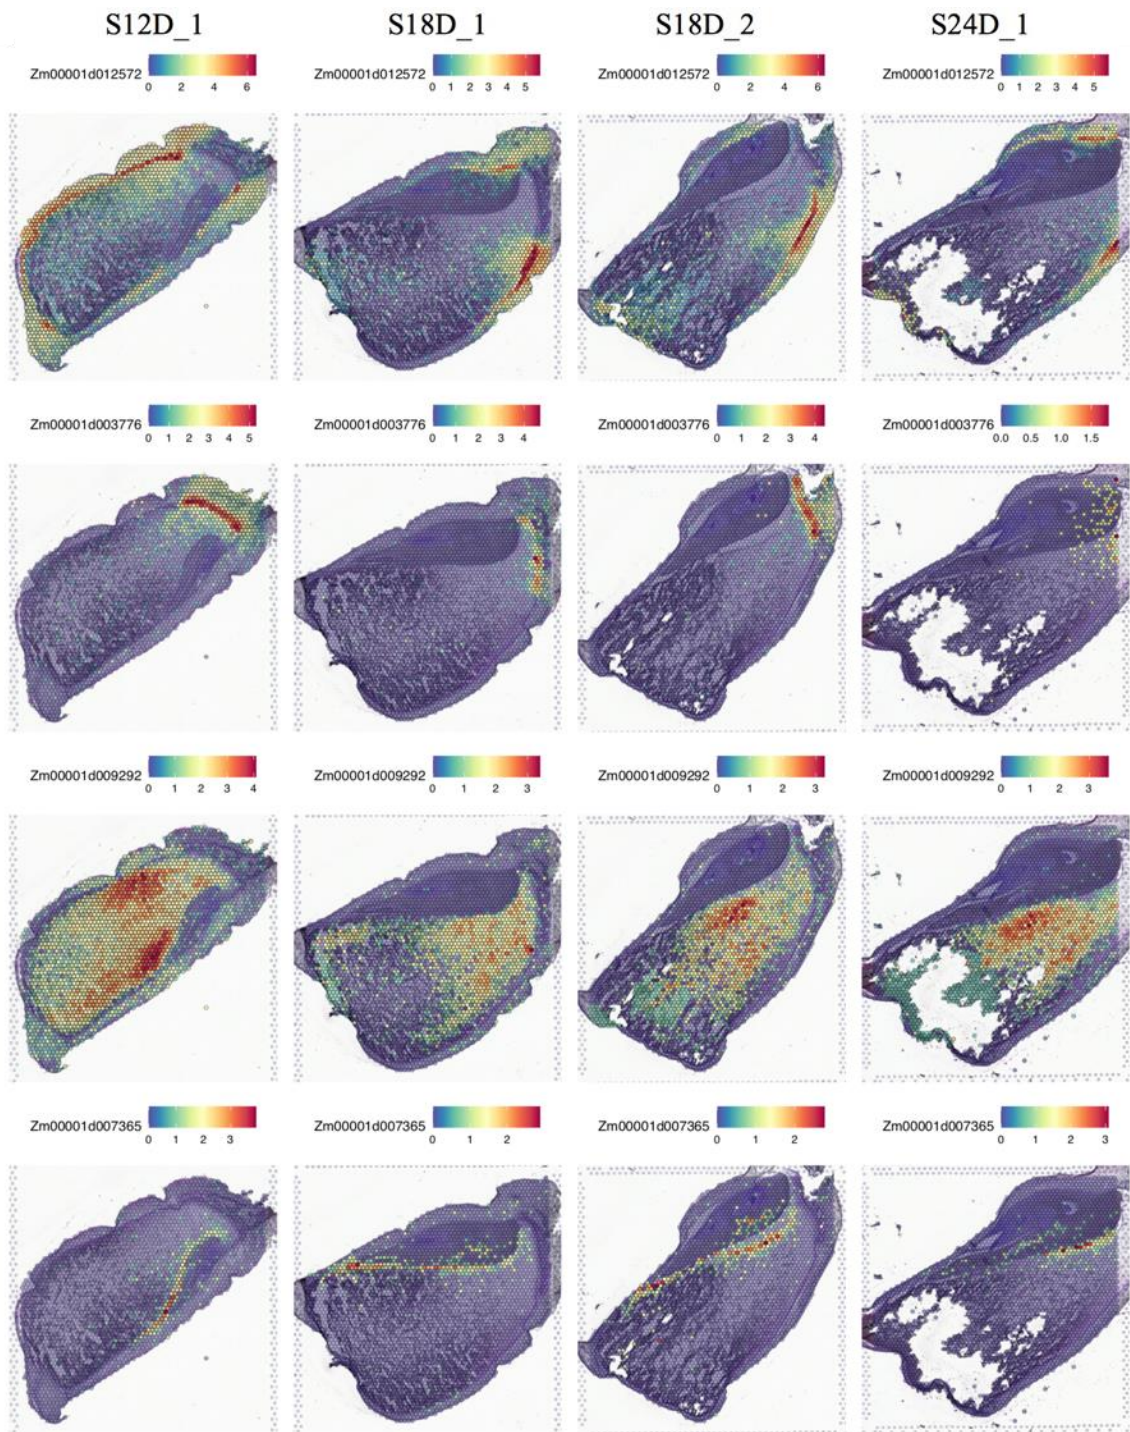 S12D_1 S18D_1 S18D_2 S24D_1
Zm00001d012572 Zm00001d012572 Zm00001d012572 Zm00001d012572
0 2 4 6 0 1 2 3 4 5 0 2 4 6 0 1 2 3 4 5
Zm00001d003776 Zm00001d003776 Zm00001d003776 Zm00001d003776
0 1 2 3 4 5 0 1 2 3 4 0 1 2 3 4 0.0 0.5 1.0 1.5
Zm00001d009292 Zm00001d009292 Zm00001d009292 Zm00001d009292
0 1 2 3 4 0 1 2 3 0 1 2 3 0 1 2 3
Zm00001d007365 Zm00001d007365 Zm00001d007365 Zm00001d007365
0 1 2 3 0 1 2 0 1 2 0 1 2 3